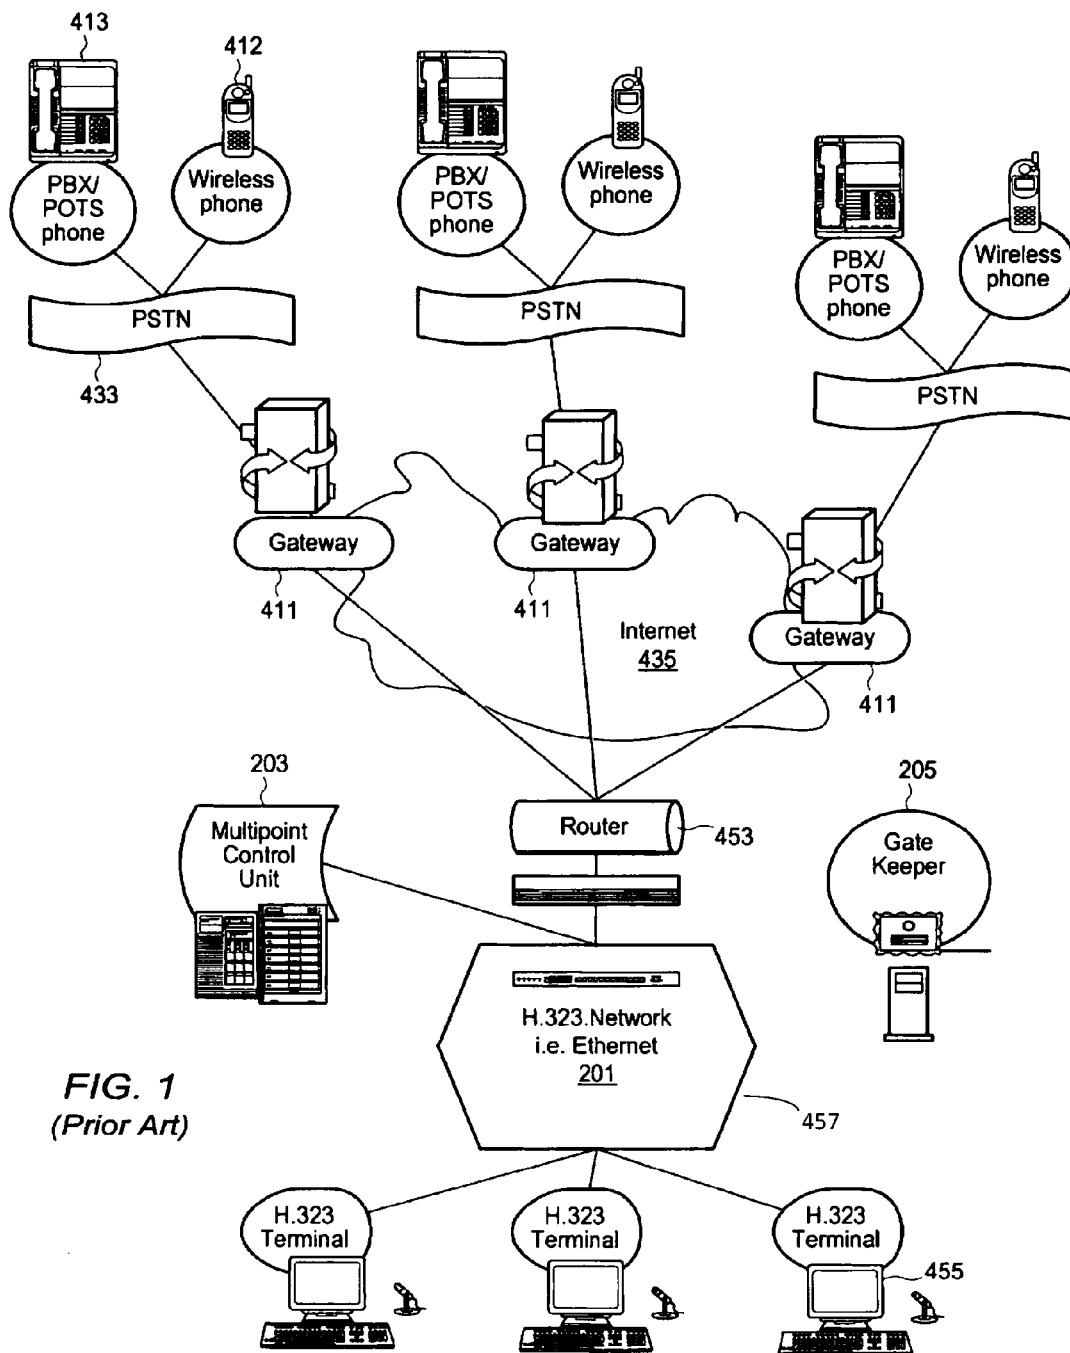 413
412
PBX/
POTS
phone
Wireless
phone
PBX/
POTS
phone
Wireless
phone
PBX/
POTS
phone
Wireless
phone
PSTN
433
PSTN
PSTN
Gateway
411
Gateway
411
Gateway
411
Internet
435
203
Multipoint
Control
Unit
Router
453
205
Gate
Keeper
H.323.Network
i.e. Ethernet
201
457
FIG. 1
(Prior Art)
H.323
Terminal
H.323
Terminal
H.323
Terminal
455